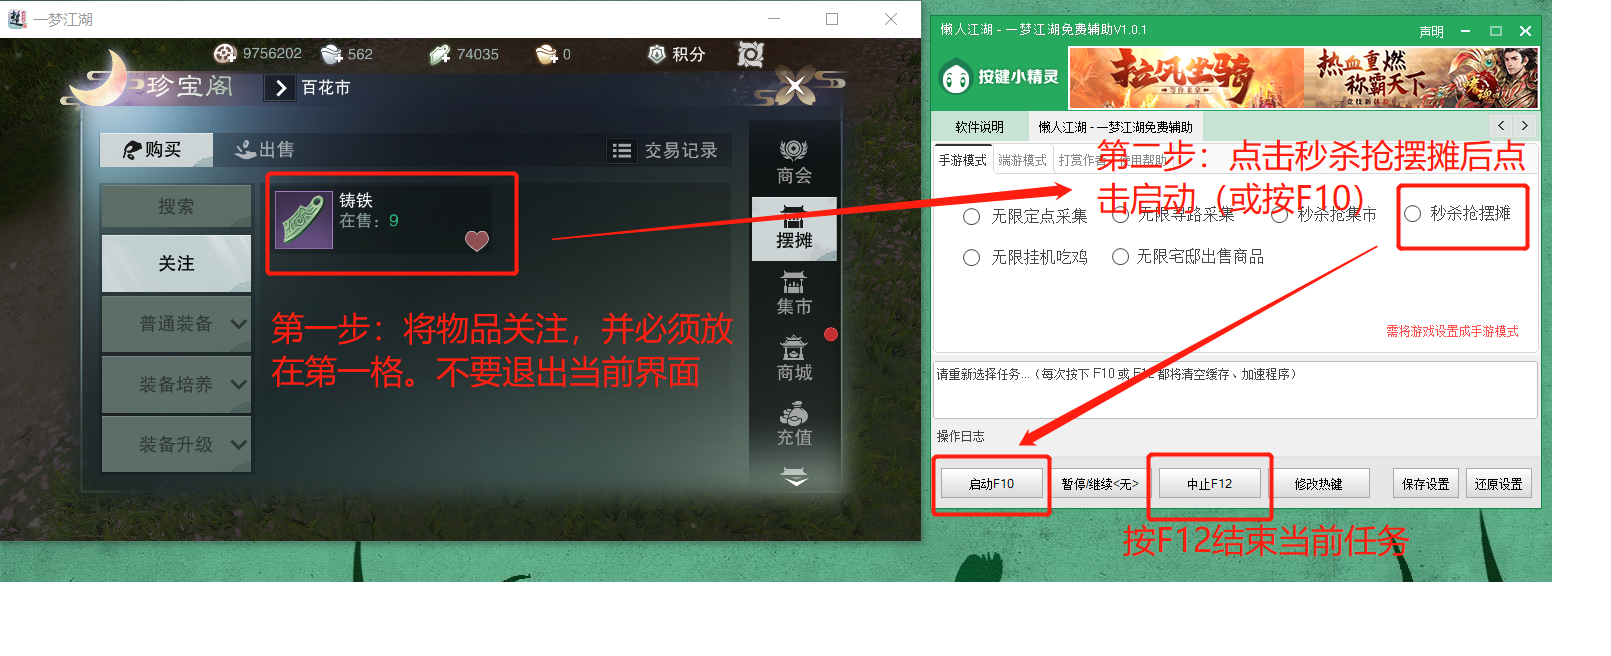 一梦江湖
9756202
562
74035
0
积分
珍宝阁
百花市
购买
出售
交易记录
搜索
关注
普通装备
装备培养
装备升级
铸铁
在售：9
商会
摆摊
集市
商城
充值
第一步：将物品关注，并必须放
在第一格。不要退出当前界面
懒人江湖 - 一梦江湖免费辅助V1.0.1
声明
按键小精灵
拉风坐骑
热血重燃
称霸天下
软件说明
懒人江湖 - 一梦江湖免费辅助
手游模式
端游模式
打赏作者
使用帮助
第二步：点击秒杀抢摆摊后点
击启动（或按F10）
无限定点采集
无限寻路采集
秒杀抢集市
秒杀抢摆摊
无限挂机吃鸡
无限宅邸出售商品
需将游戏设置成手游模式
请重新选择任务...（每次按下 F10 或 F12 都将清空缓存、加速程序）
操作日志
启动F10
暂停/继续<无>
中止F12
修改热键
保存设置
还原设置
按F12结束当前任务